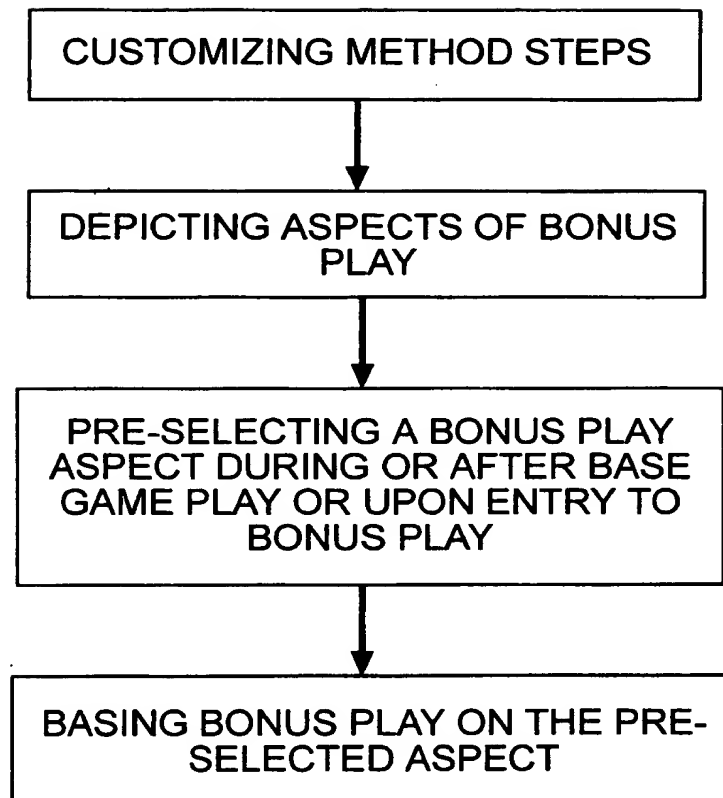 CUSTOMIZING METHOD STEPS
DEPICTING ASPECTS OF BONUS
PLAY
PRE-SELECTING A BONUS PLAY
ASPECT DURING OR AFTER BASE
GAME PLAY OR UPON ENTRY TO
BONUS PLAY
BASING BONUS PLAY ON THE PRE-
SELECTED ASPECT